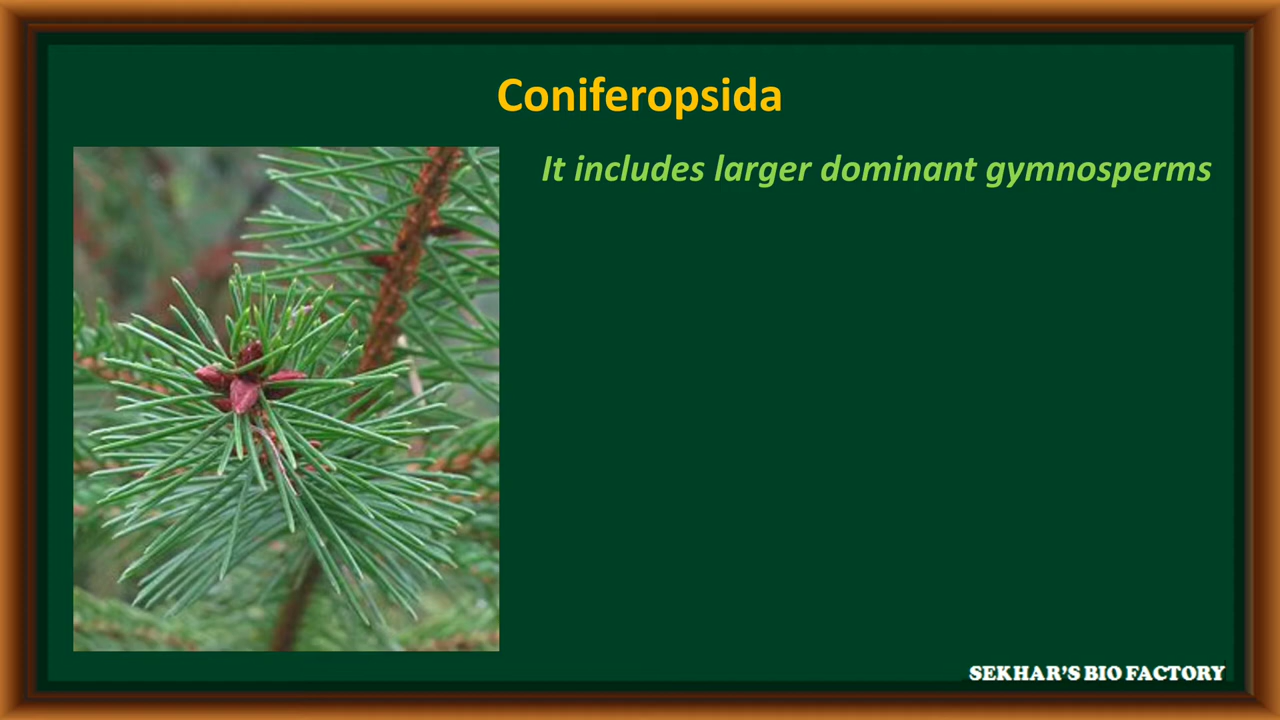 Coniferopsida
It includes larger dominant gymnosperms
SEKHAR'S BIO FACTORY